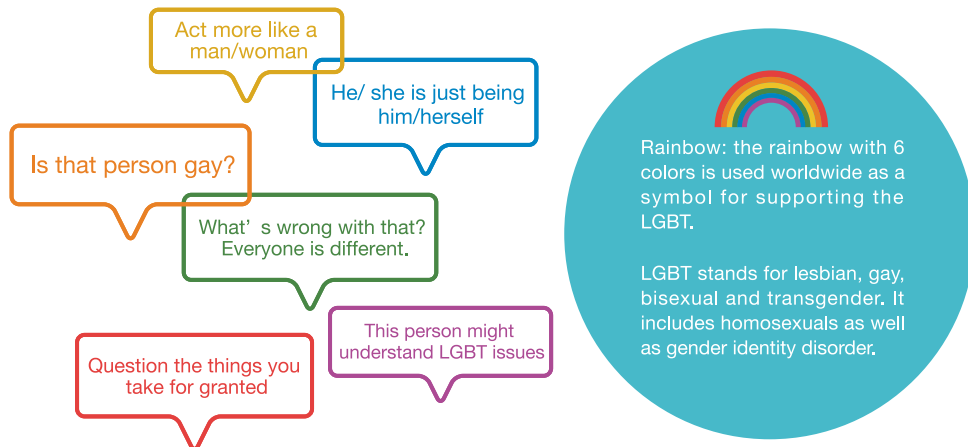 Act more like a
man/woman
He/ she is just being
him/herself
Is that person gay?
What' s wrong with that?
Everyone is different.
This person might
understand LGBT issues
Question the things you
take for granted
Rainbow: the rainbow with 6
colors is used worldwide as a
symbol for supporting the
LGBT.
LGBT stands for lesbian, gay,
bisexual and transgender. It
includes homosexuals as well
as gender identity disorder.